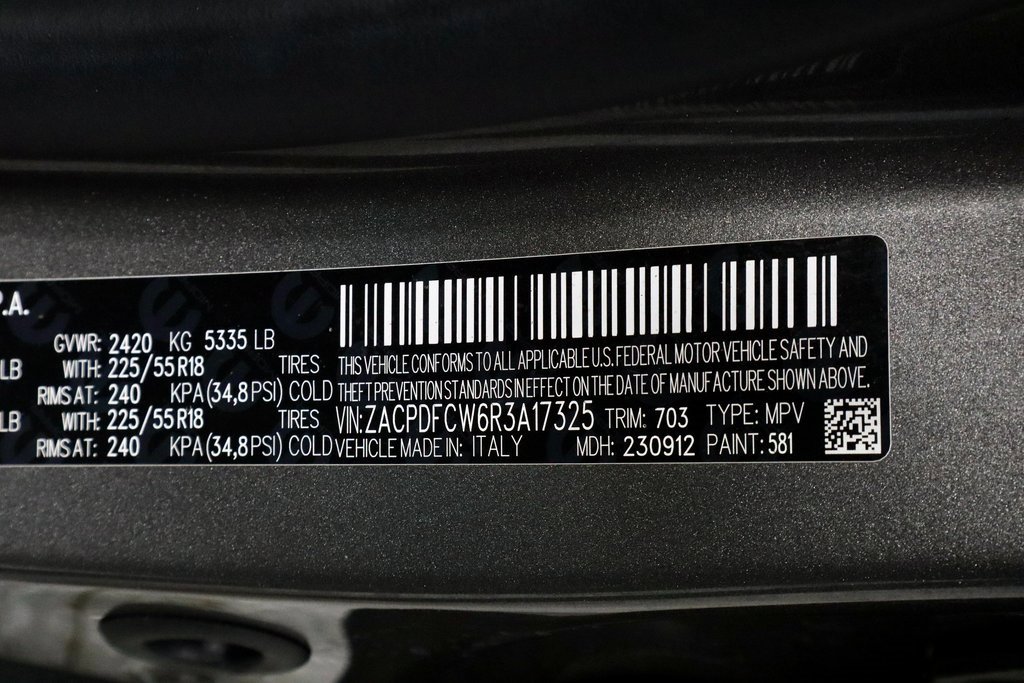 P.A.
GVWR: 2420 KG 5335 LB
LB WITH: 225/55R18 TIRES
RIMS AT: 240 KPA(34,8PSI) COLD
LB WITH: 225/55R18 TIRES
RIMS AT: 240 KPA(34,8PSI) COLD
THIS VEHICLE CONFORMS TO ALL APPLICABLE U.S. FEDERAL MOTOR VEHICLE SAFETY AND
THEFT PREVENTION STANDARDS IN EFFECT ON THE DATE OF MANUFACTURE SHOWN ABOVE.
VIN: ZACPDFCW6R3A17325 TRIM: 703 TYPE: MPV
VEHICLE MADE IN: ITALY MDH: 230912 PAINT: 581